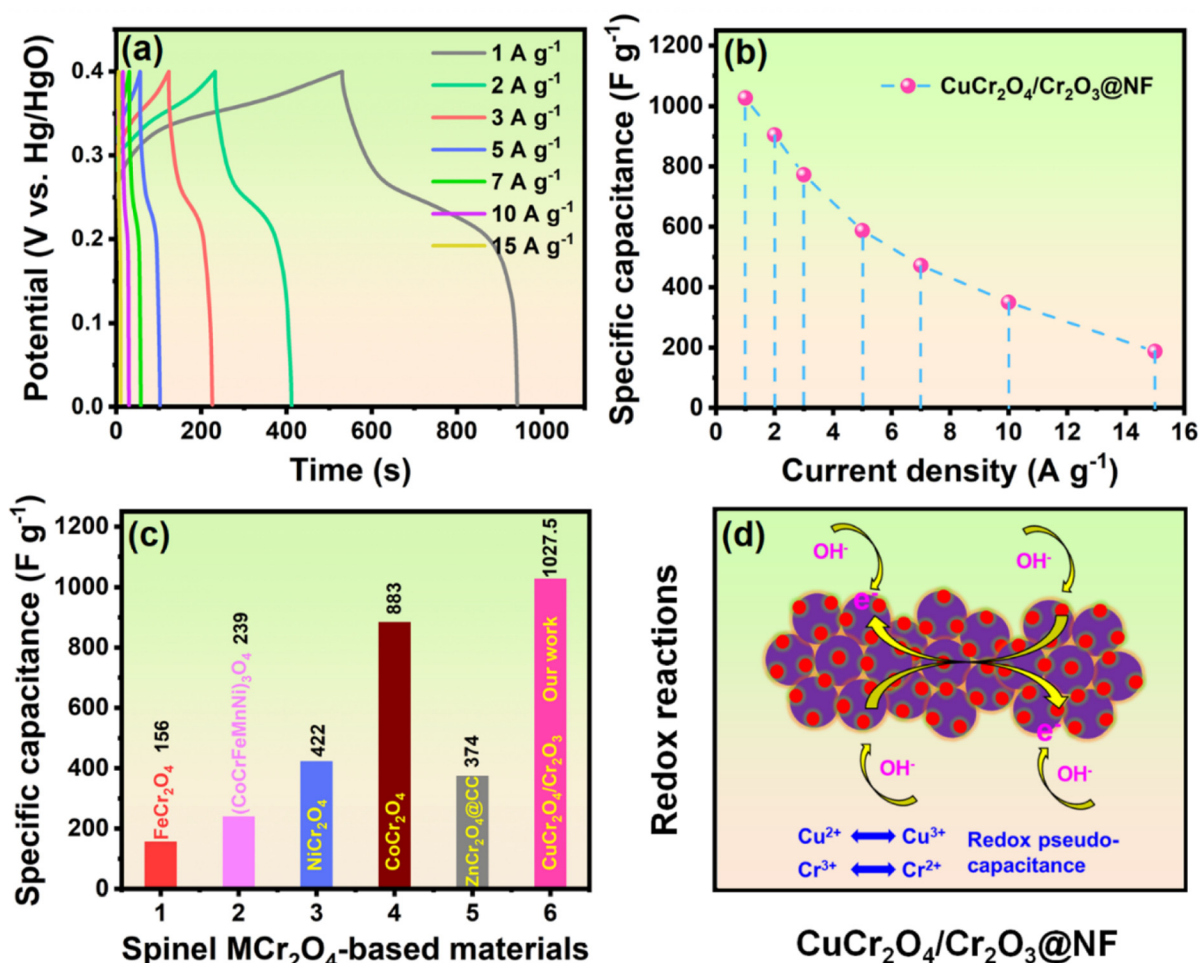 (a)
1 A g⁻¹
2 A g⁻¹
3 A g⁻¹
5 A g⁻¹
7 A g⁻¹
10 A g⁻¹
15 A g⁻¹
Potential (V vs. Hg/HgO)
0.4
0.3
0.2
0.1
0.0
0 200 400 600 800 1000
Time (s)
(b)
CuCr₂O₄/Cr₂O₃@NF
Specific capacitance (F g⁻¹)
1200
1000
800
600
400
200
0
0 2 4 6 8 10 12 14 16
Current density (A g⁻¹)
(c)
Specific capacitance (F g⁻¹)
1200
1000
800
600
400
200
0
FeCr₂O₄ 156
(CoCrFeMnNi)₃O₄ 239
NiCr₂O₄ 422
CoCr₂O₄ 883
ZnCr₂O₄@CC 374
CuCr₂O₄/Cr₂O₃ Our work 1027.5
1 2 3 4 5 6
Spinel MCr₂O₄-based materials
(d)
Redox reactions
OH⁻
OH⁻
e⁻
e⁻
OH⁻
OH⁻
Cu²⁺ Cu³⁺ Redox pseudo-
Cr³⁺ Cr²⁺ capacitance
CuCr₂O₄/Cr₂O₃@NF